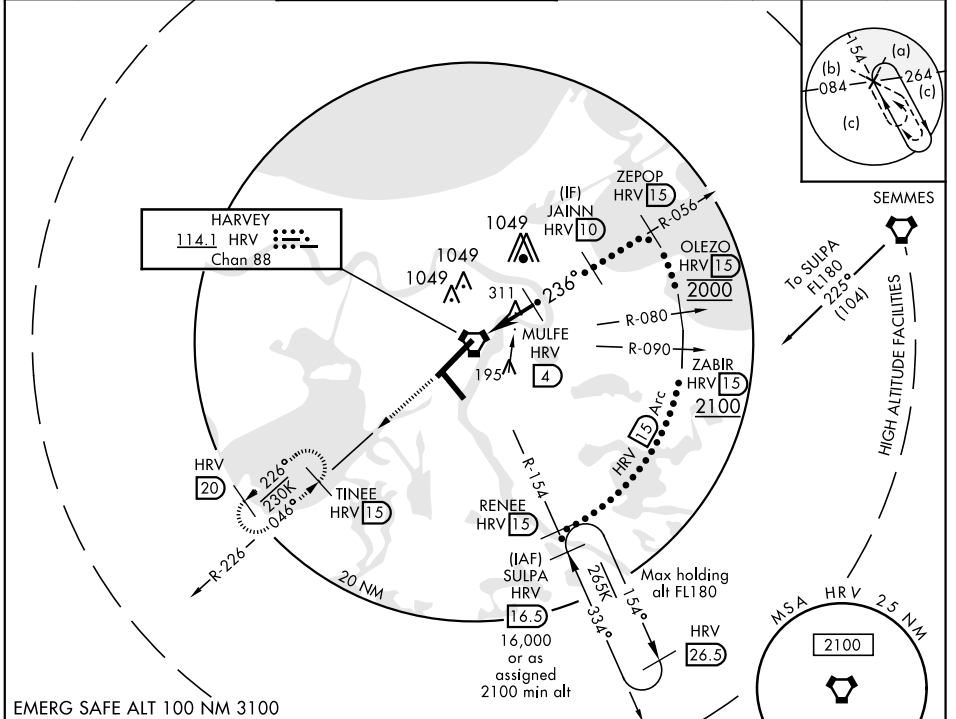 HARVEY
114.1 HRV
Chan 88
1049
1049
1049
311
195
(IF)
JAINN
HRV 10
ZEPOP
HRV 15
R-056
236°
OLEZO
HRV 15
2000
R-080
R-090
MULFE
HRV
4
ZABIR
HRV 15
2100
HRV 15 Arc
R-154
RENEE
HRV 15
(IAF)
SULPA
HRV
16.5
16,000
or as
assigned
2100 min alt
265K
334°
154°
Max holding
alt FL180
HRV
26.5
HRV
20
226°
230K
046°
TINEE
HRV 15
R-226
20 NM
154
(a)
(b)
084
264
(c)
(c)
SEMMES
To SULPA
FL180
225°
(104)
HIGH ALTITUDE FACILITIES
MSA HRV 25 NM
2100
EMERG SAFE ALT 100 NM 3100